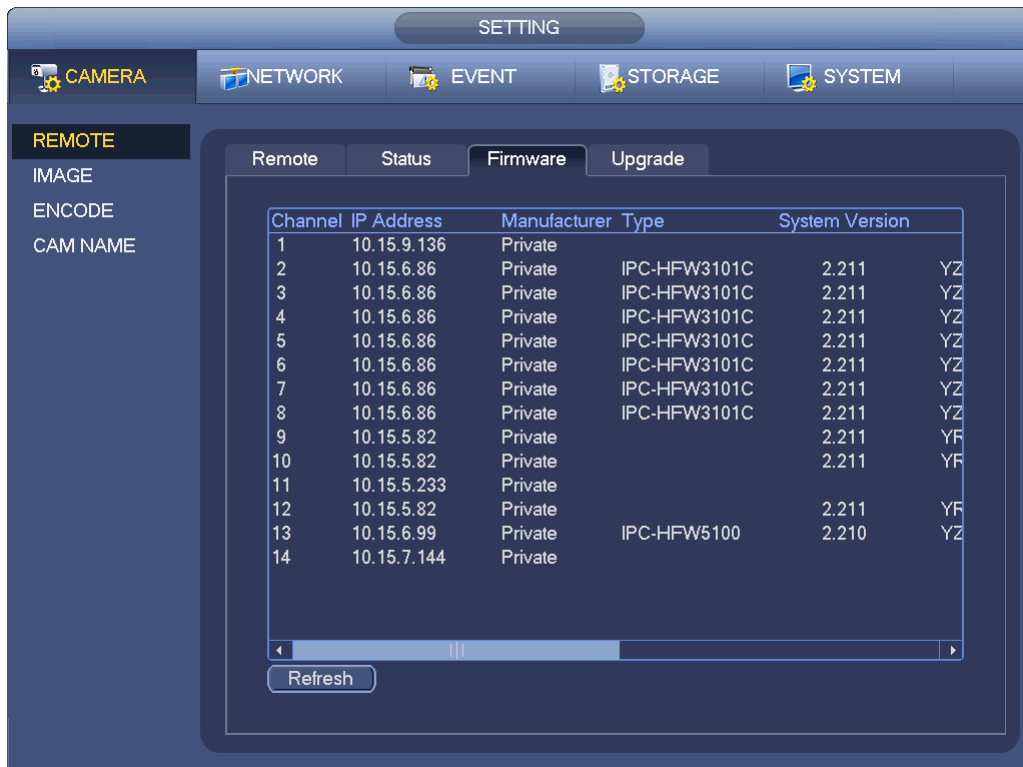 SETTING
CAMERA NETWORK EVENT STORAGE SYSTEM
REMOTE
IMAGE
ENCODE
CAM NAME
Remote Status Firmware Upgrade
Channel IP Address Manufacturer Type System Version
1 10.15.9.136 Private
2 10.15.6.86 Private IPC-HFW3101C 2.211 YZ
3 10.15.6.86 Private IPC-HFW3101C 2.211 YZ
4 10.15.6.86 Private IPC-HFW3101C 2.211 YZ
5 10.15.6.86 Private IPC-HFW3101C 2.211 YZ
6 10.15.6.86 Private IPC-HFW3101C 2.211 YZ
7 10.15.6.86 Private IPC-HFW3101C 2.211 YZ
8 10.15.6.86 Private IPC-HFW3101C 2.211 YZ
9 10.15.5.82 Private 2.211 YR
10 10.15.5.82 Private 2.211 YR
11 10.15.5.233 Private
12 10.15.5.82 Private 2.211 YR
13 10.15.6.99 Private IPC-HFW5100 2.210 YZ
14 10.15.7.144 Private
Refresh